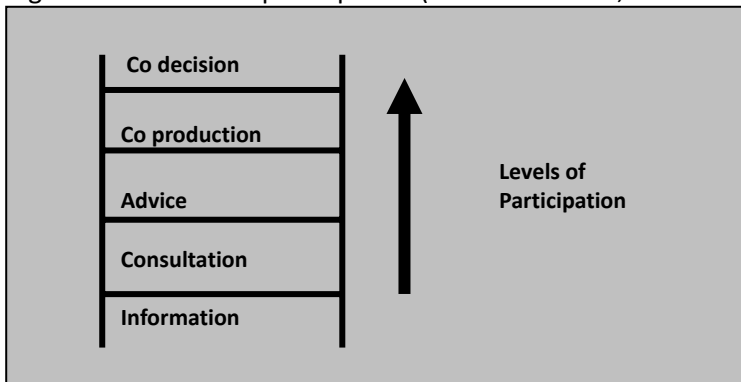 Co decision
Co production
Advice
Consultation
Information
Levels of
Participation